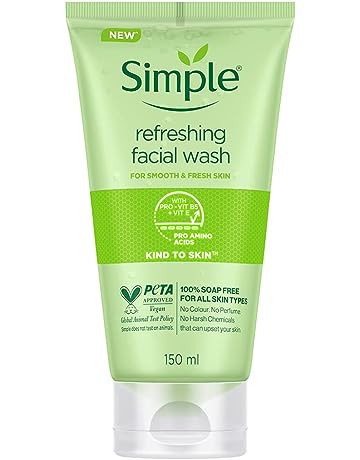 NEW
Simple®
refreshing
facial wash
FOR SMOOTH & FRESH SKIN
WITH
PRO-VIT B5
+ VIT E
PRO AMINO
ACIDS
KIND TO SKIN™
PETA
APPROVED
Vegan
Global Animal Test Policy
Simple does not test on animals.
100% SOAP FREE
FOR ALL SKIN TYPES
No Colour, No Perfume,
No Harsh Chemicals
that can upset your skin
150 ml